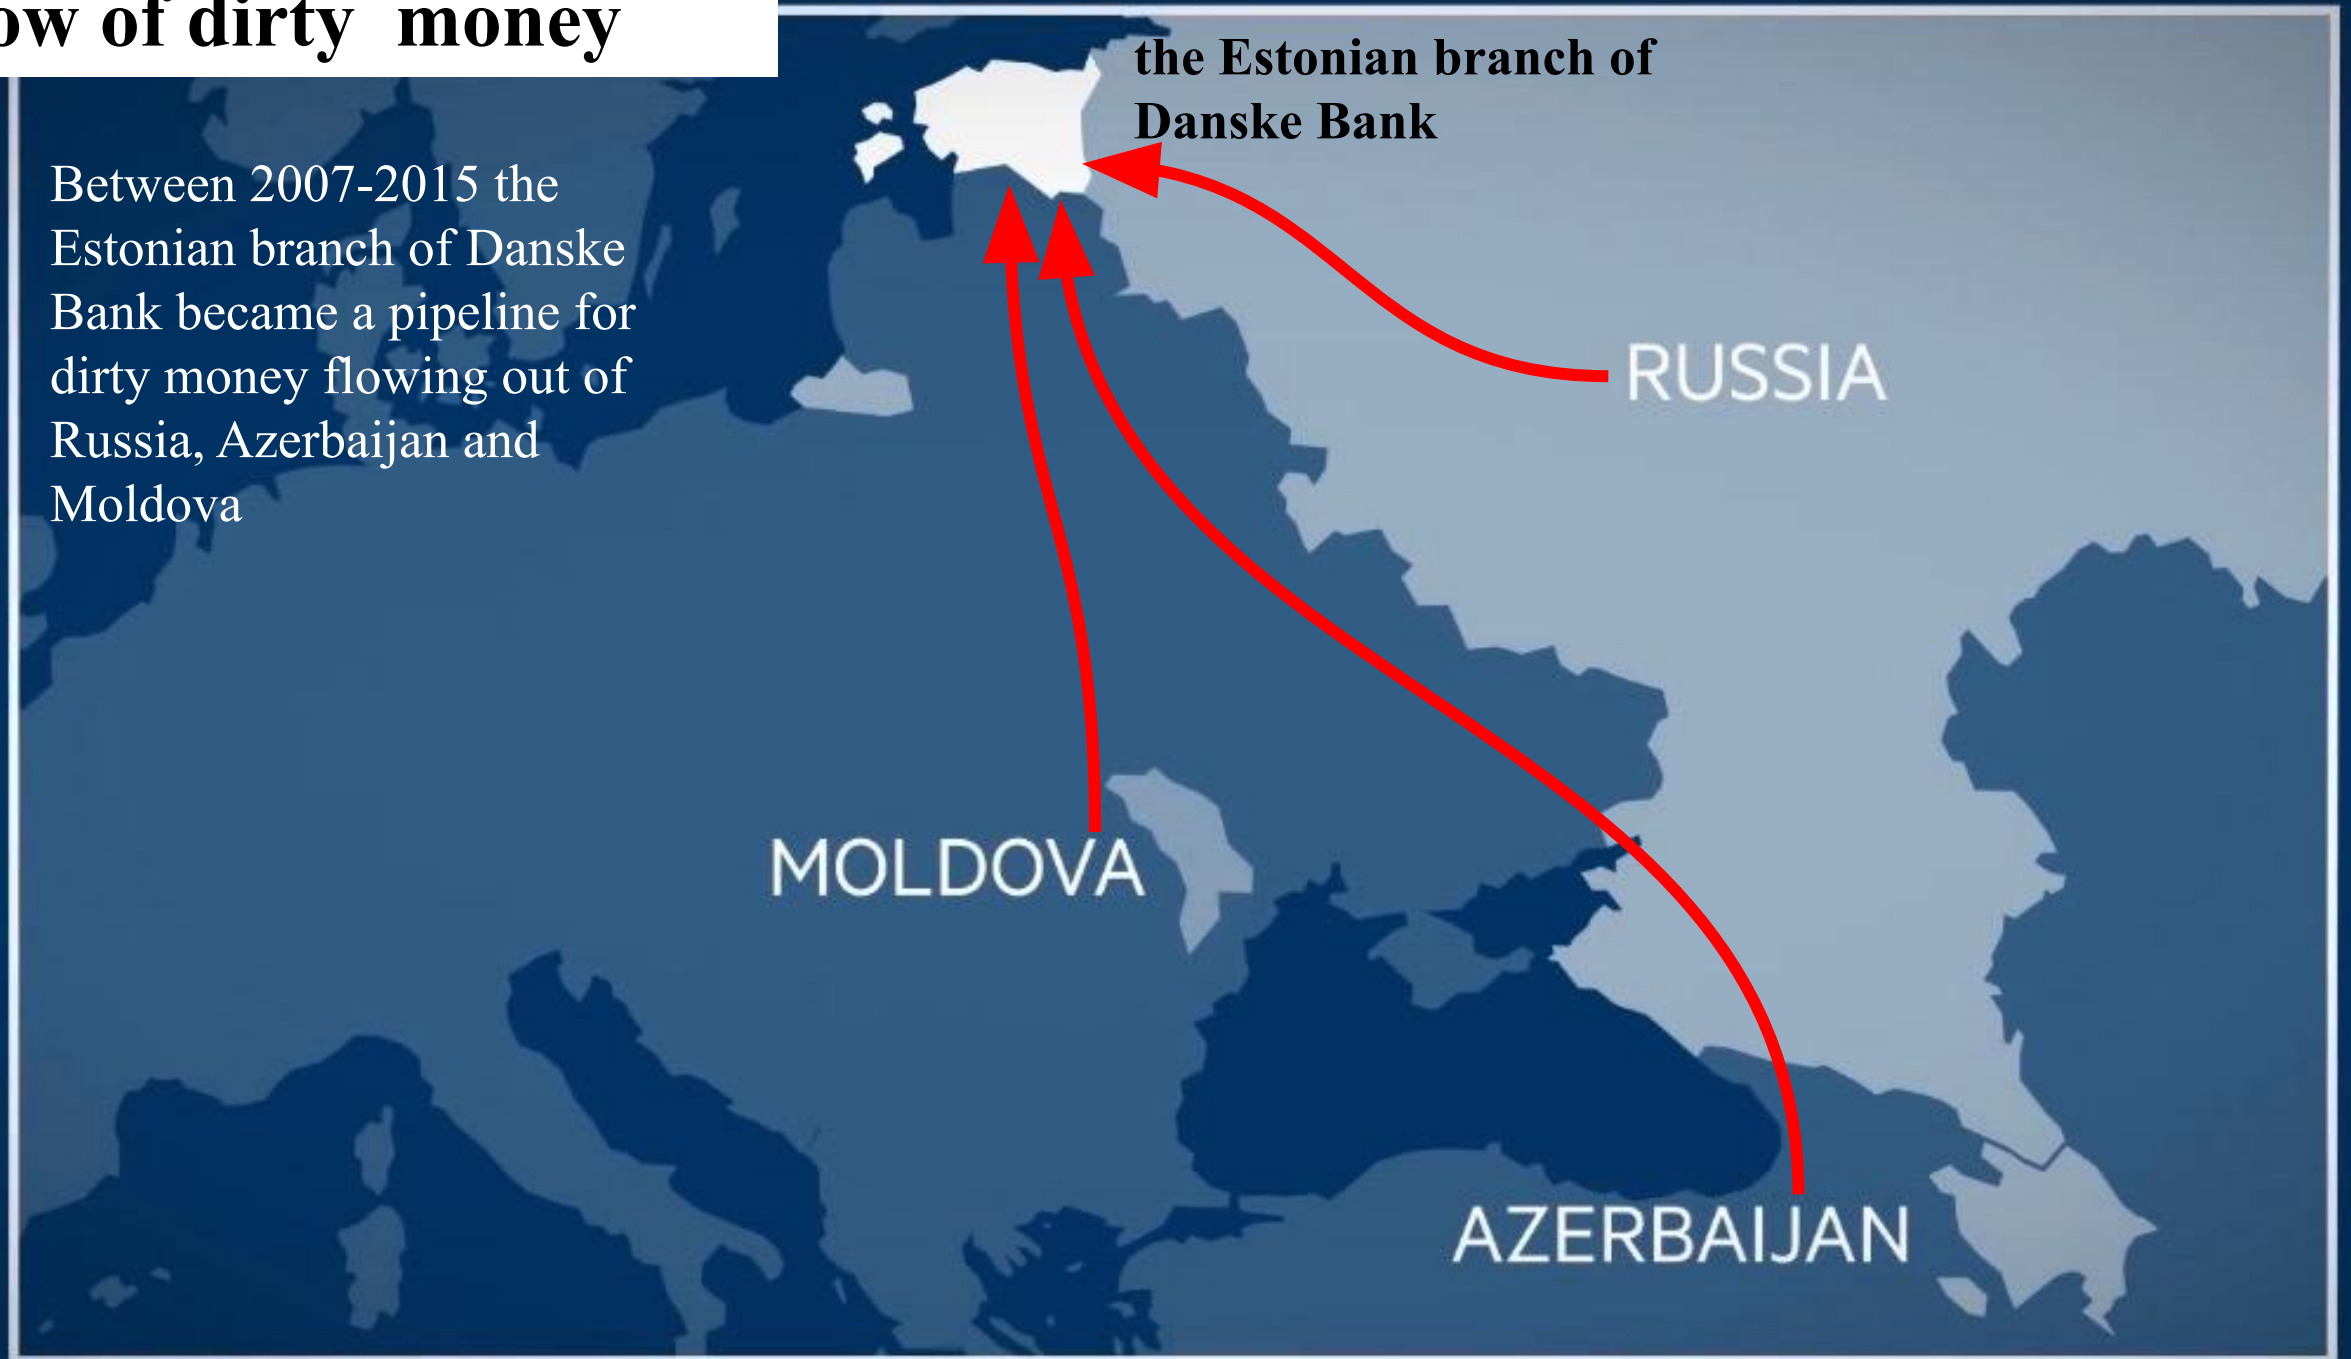 of dirty money
the Estonian branch of
Danske Bank
Between 2007-2015 the
Estonian branch of Danske
Bank became a pipeline for
dirty money flowing out of
Russia, Azerbaijan and
Moldova
RUSSIA
MOLDOVA
AZERBAIJAN